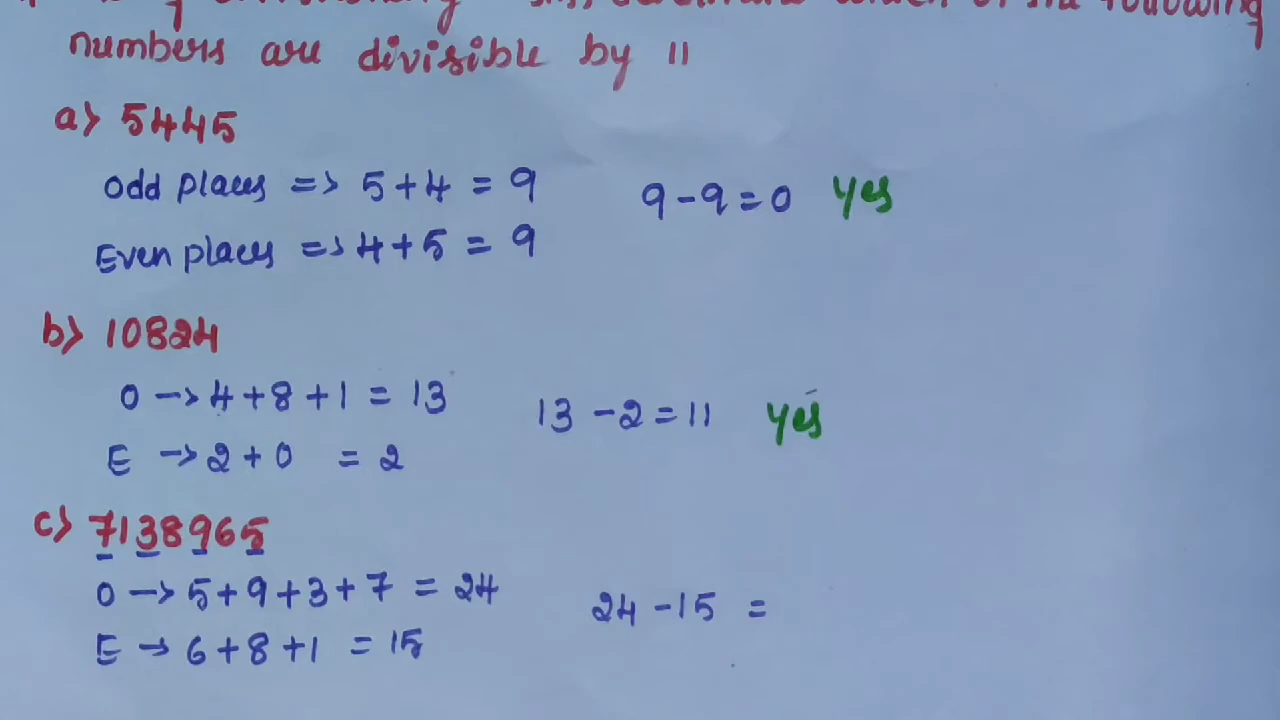 numbers are divisible by 11
a) 5445
Odd places => 5+4 = 9
9-9=0 Yes
Even places => 4+5 = 9
b) 10824
O -> 4+8+1 = 13
13-2=11 Yes
E -> 2+0 = 2
c) 7138965
O -> 5+9+3+7 = 24
24-15 =
E -> 6+8+1 = 15